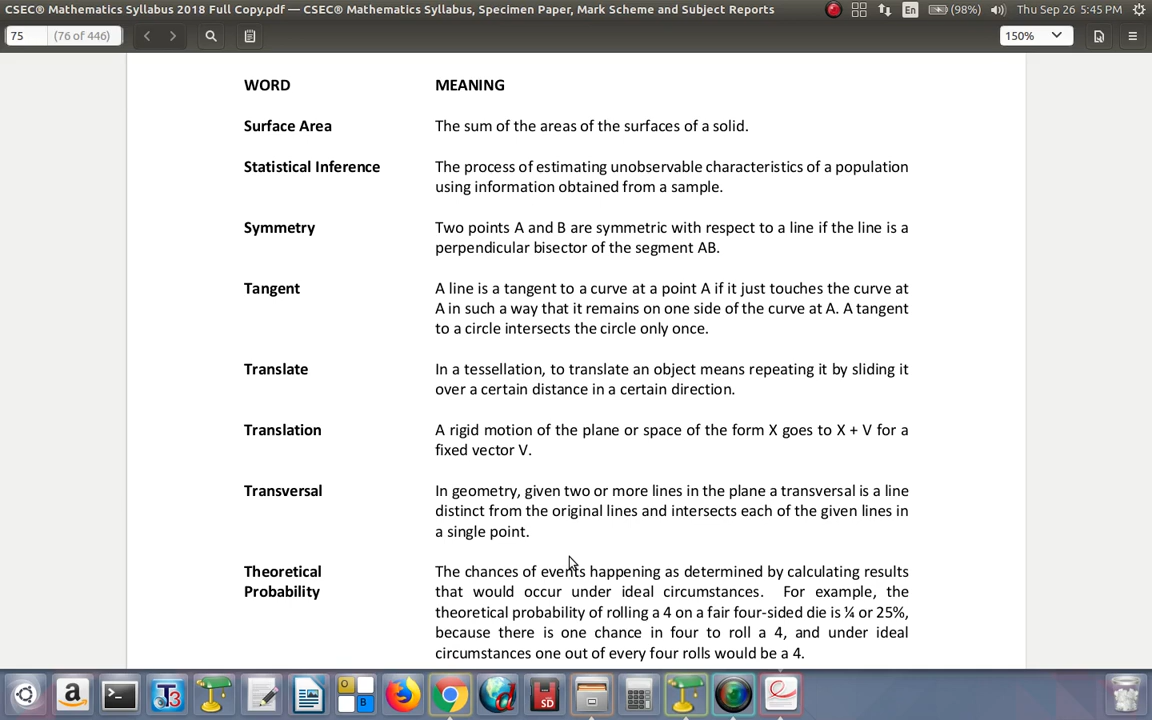 CSEC® Mathematics Syllabus 2018 Full Copy.pdf — CSEC® Mathematics Syllabus, Specimen Paper, Mark Scheme and Subject Reports
En
(98%)
Thu Sep 26 5:45 PM
75
(76 of 446)
150%
WORD MEANING
Surface Area The sum of the areas of the surfaces of a solid.
Statistical Inference The process of estimating unobservable characteristics of a population
using information obtained from a sample.
Symmetry Two points A and B are symmetric with respect to a line if the line is a
perpendicular bisector of the segment AB.
Tangent A line is a tangent to a curve at a point A if it just touches the curve at
A in such a way that it remains on one side of the curve at A. A tangent
to a circle intersects the circle only once.
Translate In a tessellation, to translate an object means repeating it by sliding it
over a certain distance in a certain direction.
Translation A rigid motion of the plane or space of the form X goes to X + V for a
fixed vector V.
Transversal In geometry, given two or more lines in the plane a transversal is a line
distinct from the original lines and intersects each of the given lines in
a single point.
Theoretical The chances of events happening as determined by calculating results
Probability that would occur under ideal circumstances. For example, the
theoretical probability of rolling a 4 on a fair four-sided die is ¼ or 25%,
because there is one chance in four to roll a 4, and under ideal
circumstances one out of every four rolls would be a 4.
a
T3
O
B
d
SD